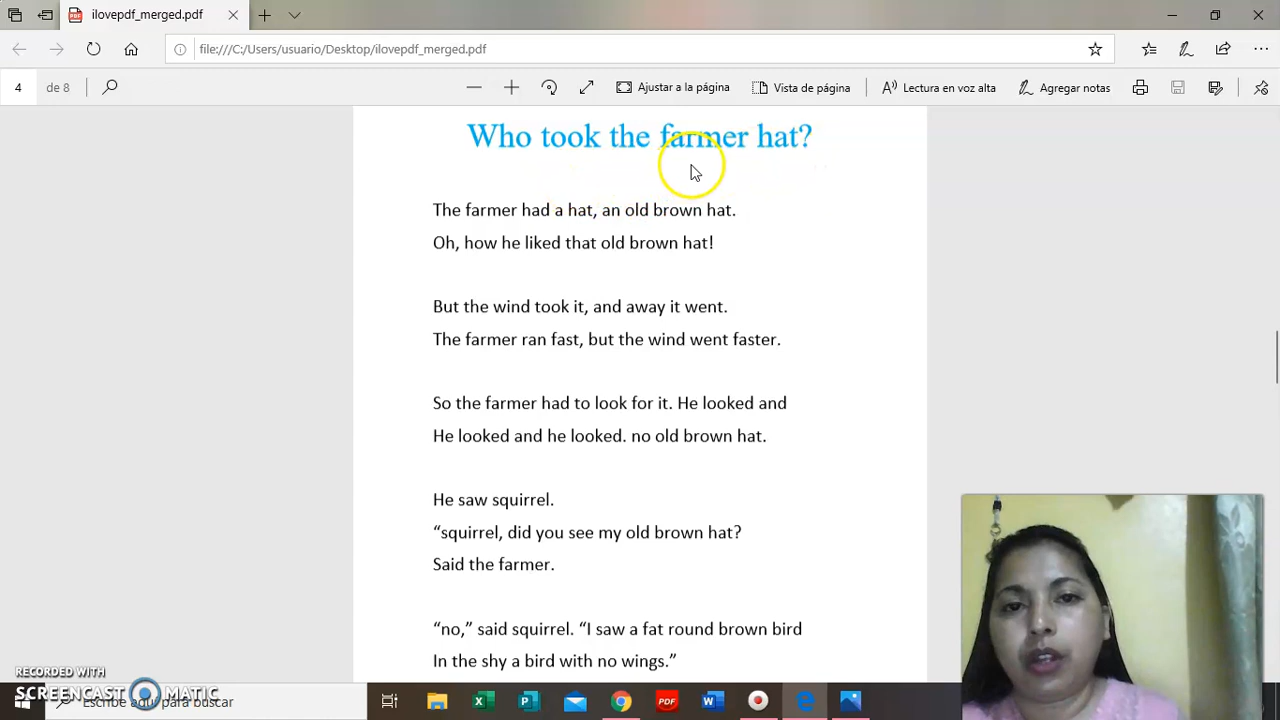 ilovepdf_merged.pdf
file:///C:/Users/usuario/Desktop/ilovepdf_merged.pdf
4 de 8 Ajustar a la página Vista de página Lectura en voz alta Agregar notas
Who took the farmer hat?
The farmer had a hat, an old brown hat.
Oh, how he liked that old brown hat!
But the wind took it, and away it went.
The farmer ran fast, but the wind went faster.
So the farmer had to look for it. He looked and
He looked and he looked. no old brown hat.
He saw squirrel.
“squirrel, did you see my old brown hat?
Said the farmer.
“no,” said squirrel. “I saw a fat round brown bird
In the shy a bird with no wings.”
RECORDED WITH
SCREENCAST MATIC
Escribe aquí para buscar
PDF